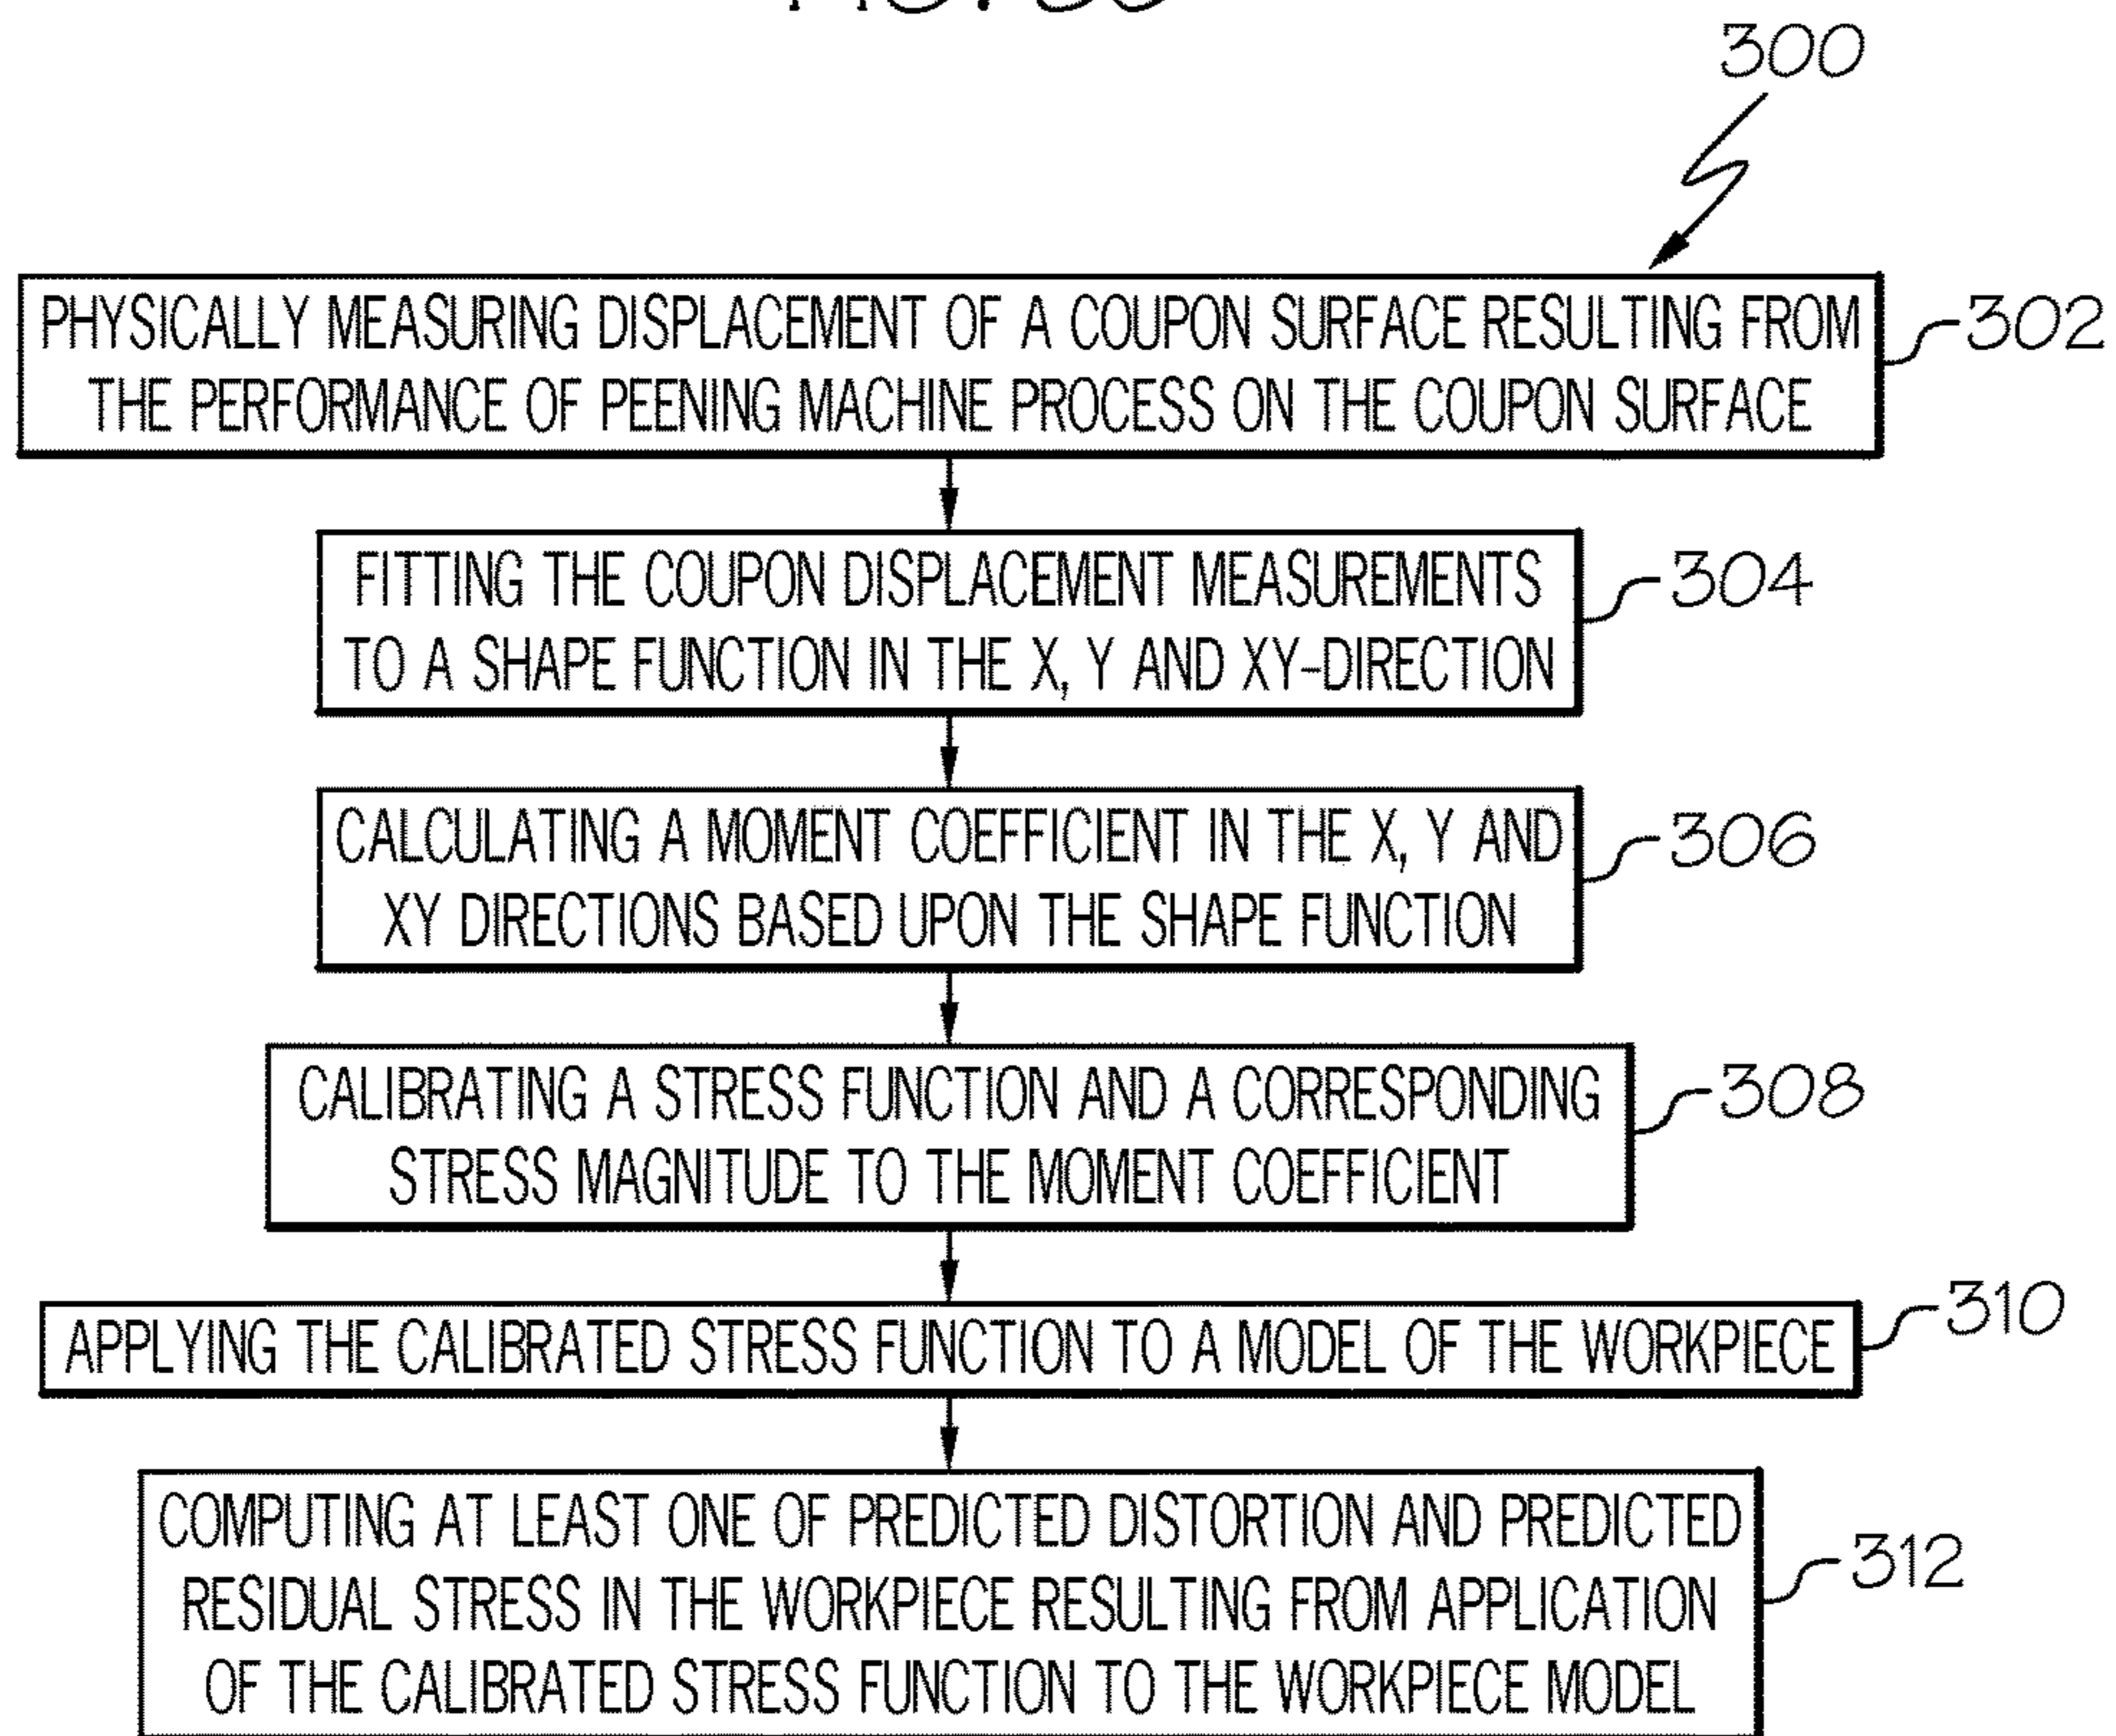 300
PHYSICALLY MEASURING DISPLACEMENT OF A COUPON SURFACE RESULTING FROM
THE PERFORMANCE OF PEENING MACHINE PROCESS ON THE COUPON SURFACE
302
FITTING THE COUPON DISPLACEMENT MEASUREMENTS
TO A SHAPE FUNCTION IN THE X, Y AND XY-DIRECTION
304
CALCULATING A MOMENT COEFFICIENT IN THE X, Y AND
XY DIRECTIONS BASED UPON THE SHAPE FUNCTION
306
CALIBRATING A STRESS FUNCTION AND A CORRESPONDING
STRESS MAGNITUDE TO THE MOMENT COEFFICIENT
308
APPLYING THE CALIBRATED STRESS FUNCTION TO A MODEL OF THE WORKPIECE
310
COMPUTING AT LEAST ONE OF PREDICTED DISTORTION AND PREDICTED
RESIDUAL STRESS IN THE WORKPIECE RESULTING FROM APPLICATION
OF THE CALIBRATED STRESS FUNCTION TO THE WORKPIECE MODEL
312